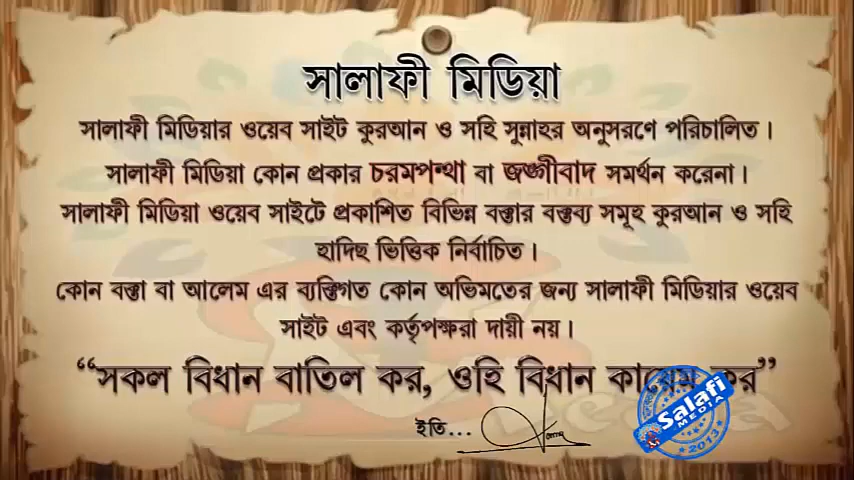 সালাফী মিডিয়া
সালাফী মিডিয়ার ওয়েব সাইট কুরআন ও সহি সুন্নাহর অনুসরণে পরিচালিত।
সালাফী মিডিয়া কোন প্রকার চরমপন্থা বা জঙ্গীবাদ সমর্থন করেনা।
সালাফী মিডিয়া ওয়েব সাইটে প্রকাশিত বিভিন্ন বক্তার বক্তব্য সমূহ কুরআন ও সহি
হাদিছ ভিত্তিক নির্বাচিত।
কোন বক্তা বা আলেম এর ব্যক্তিগত কোন অভিমতের জন্য সালাফী মিডিয়ার ওয়েব
সাইট এবং কর্তৃপক্ষরা দায়ী নয়।
“সকল বিধান বাতিল কর, ওহি বিধান কায়েম কর”
ইতি...
Salafi
MEDIA
2013